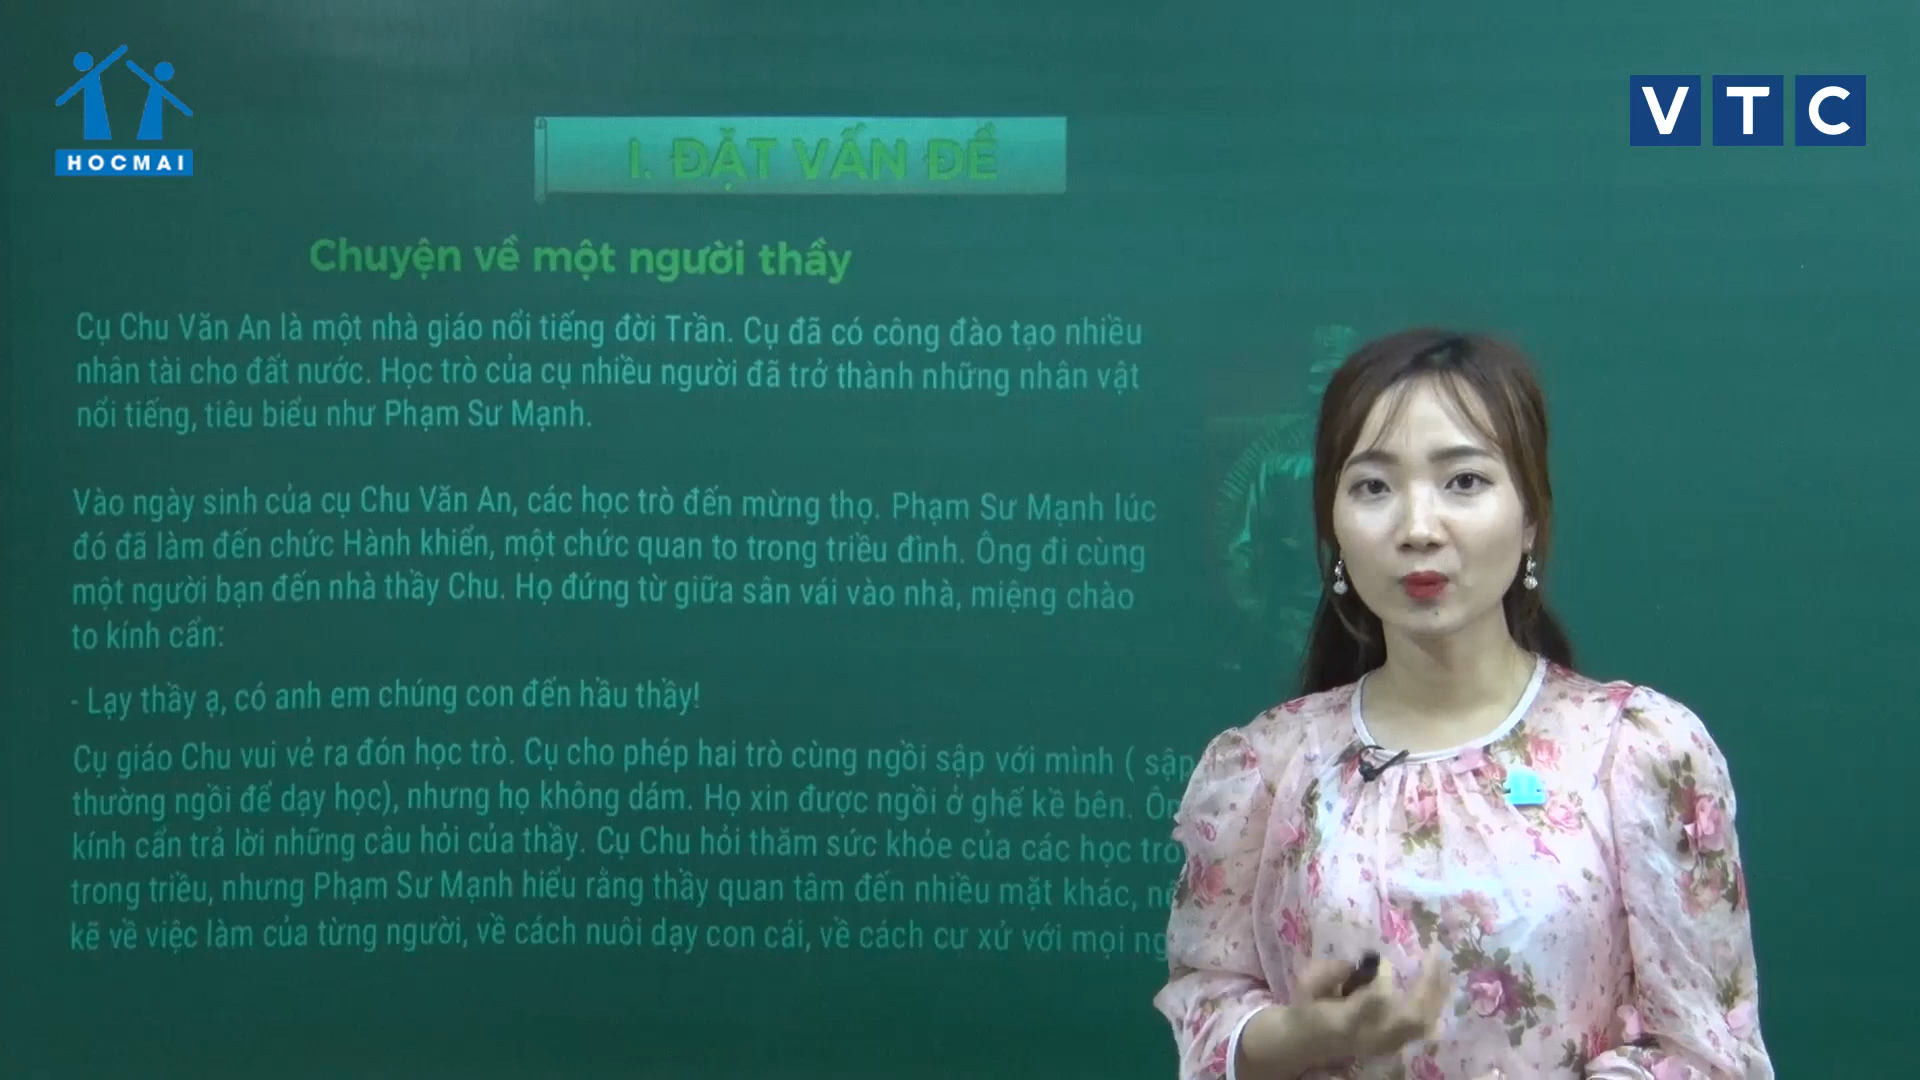 HOCMAI
VTC
I. ĐẶT VẤN ĐỀ
Chuyện về một người thầy
Cụ Chu Văn An là một nhà giáo nổi tiếng đời Trần. Cụ đã có công đào tạo nhiều
nhân tài cho đất nước. Học trò của cụ nhiều người đã trở thành những nhân vật
nổi tiếng, tiêu biểu như Phạm Sư Mạnh.
Vào ngày sinh của cụ Chu Văn An, các học trò đến mừng thọ. Phạm Sư Mạnh lúc
đó đã làm đến chức Hành khiển, một chức quan to trong triều đình. Ông đi cùng
một người bạn đến nhà thầy Chu. Họ đứng từ giữa sân vái vào nhà, miệng chào
to kính cẩn:
- Lạy thầy ạ, có anh em chúng con đến hầu thầy!
Cụ giáo Chu vui vẻ ra đón học trò. Cụ cho phép hai trò cùng ngồi sập với mình ( sập
thường ngồi để dạy học), nhưng họ không dám. Họ xin được ngồi ở ghế kề bên.
kính cẩn trả lời những câu hỏi của thầy. Cụ Chu hỏi thăm sức khỏe của các học trò
trong triều, nhưng Phạm Sư Mạnh hiểu rằng thầy quan tâm đến nhiều mặt khác,
kẽ về việc làm của từng người, về cách nuôi dạy con cái, về cách cư xử với mọi